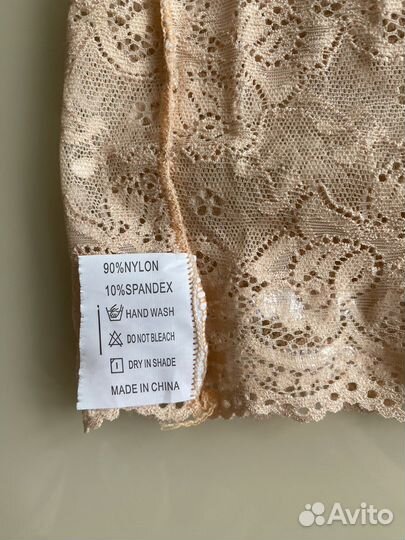 90%NYLON
10%SPANDEX
HAND WASH
DO NOT BLEACH
DRY IN SHADE
MADE IN CHINA
Avito